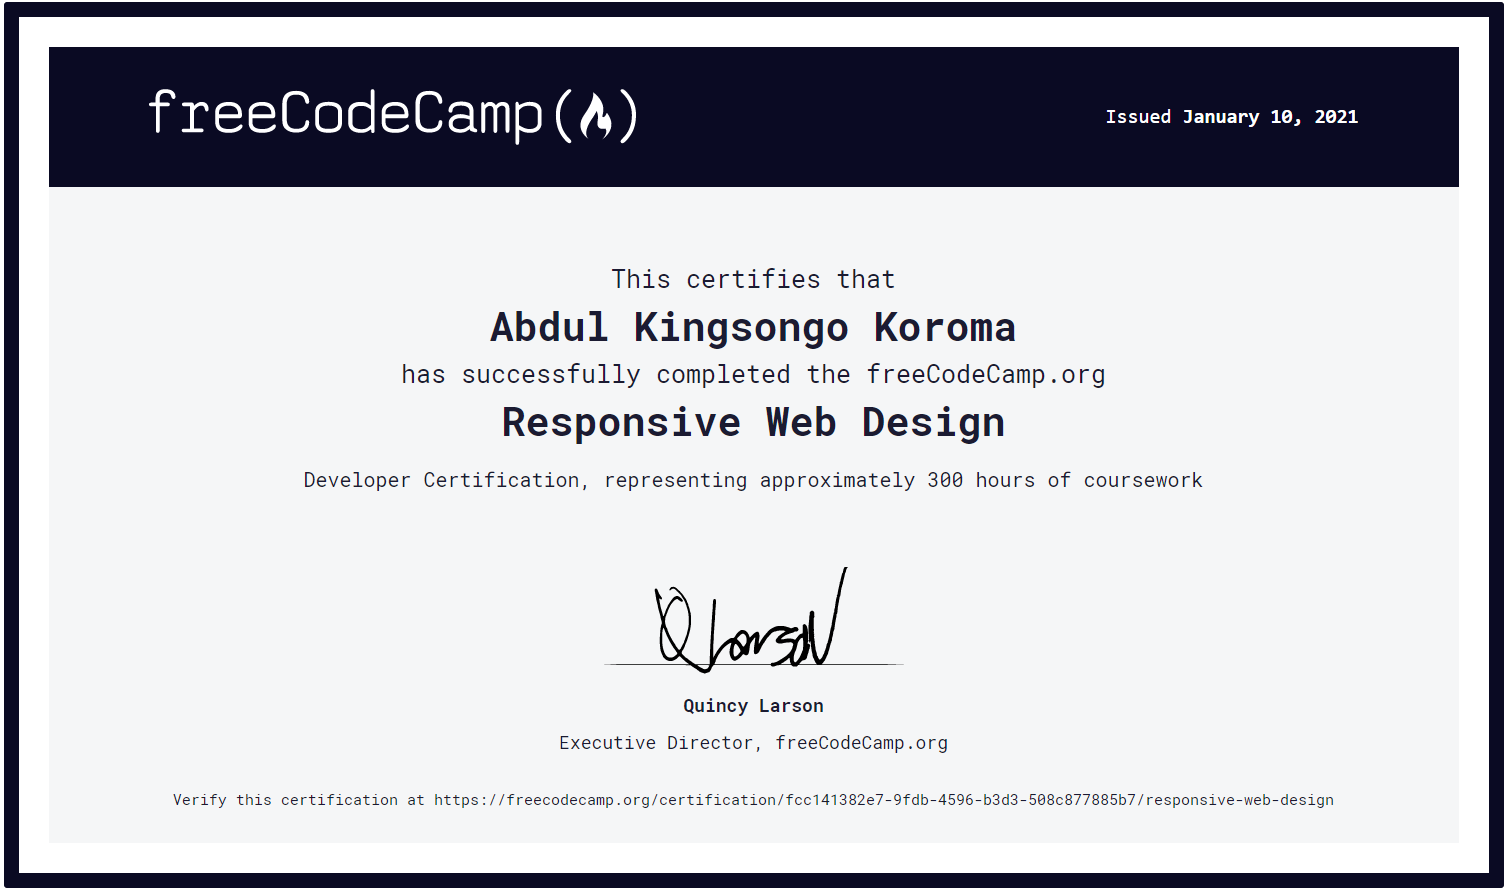 freeCodeCamp(🔥)
Issued January 10, 2021
This certifies that
Abdul Kingsongo Koroma
has successfully completed the freeCodeCamp.org
Responsive Web Design
Developer Certification, representing approximately 300 hours of coursework
Q Larson
Quincy Larson
Executive Director, freeCodeCamp.org
Verify this certification at https://freecodecamp.org/certification/fcc141382e7-9fdb-4596-b3d3-508c877885b7/responsive-web-design